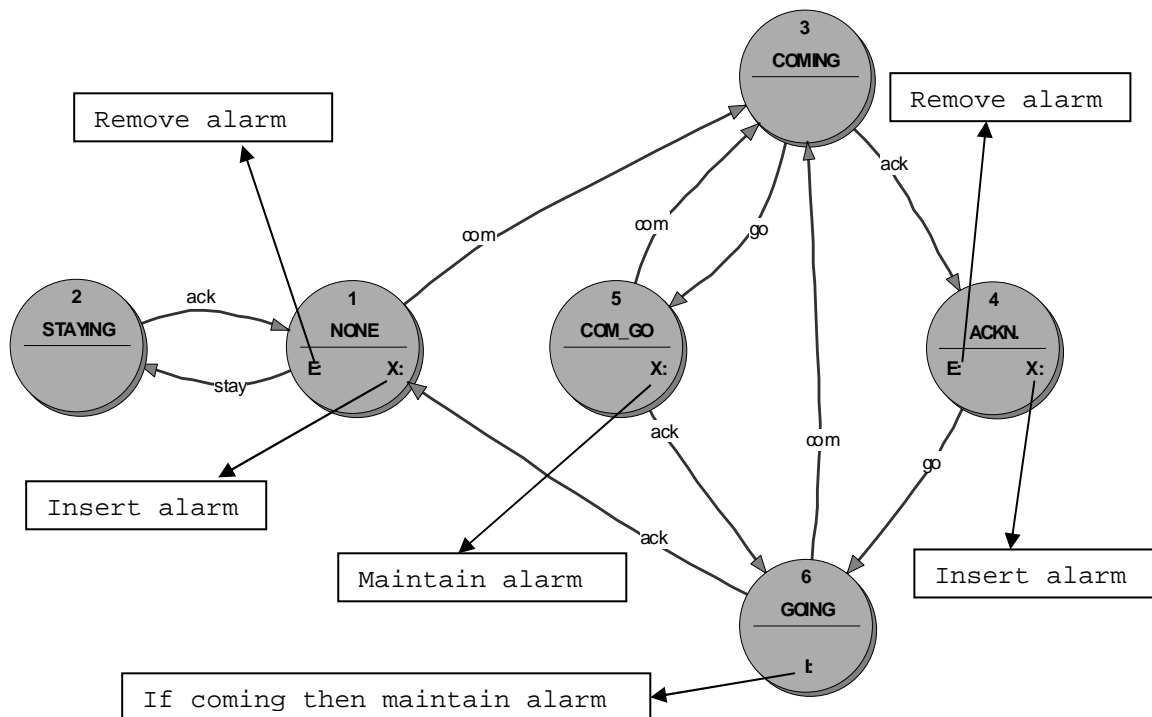 3
COMING
Remove alarm
Remove alarm
ack
com
com
go
2
STAYING
ack
1
NONE
E:
X:
stay
5
COM_GO
X:
4
ACKN.
E:
X:
ack
com
go
Insert alarm
ack
Maintain alarm
6
GOING
I:
Insert alarm
If coming then maintain alarm